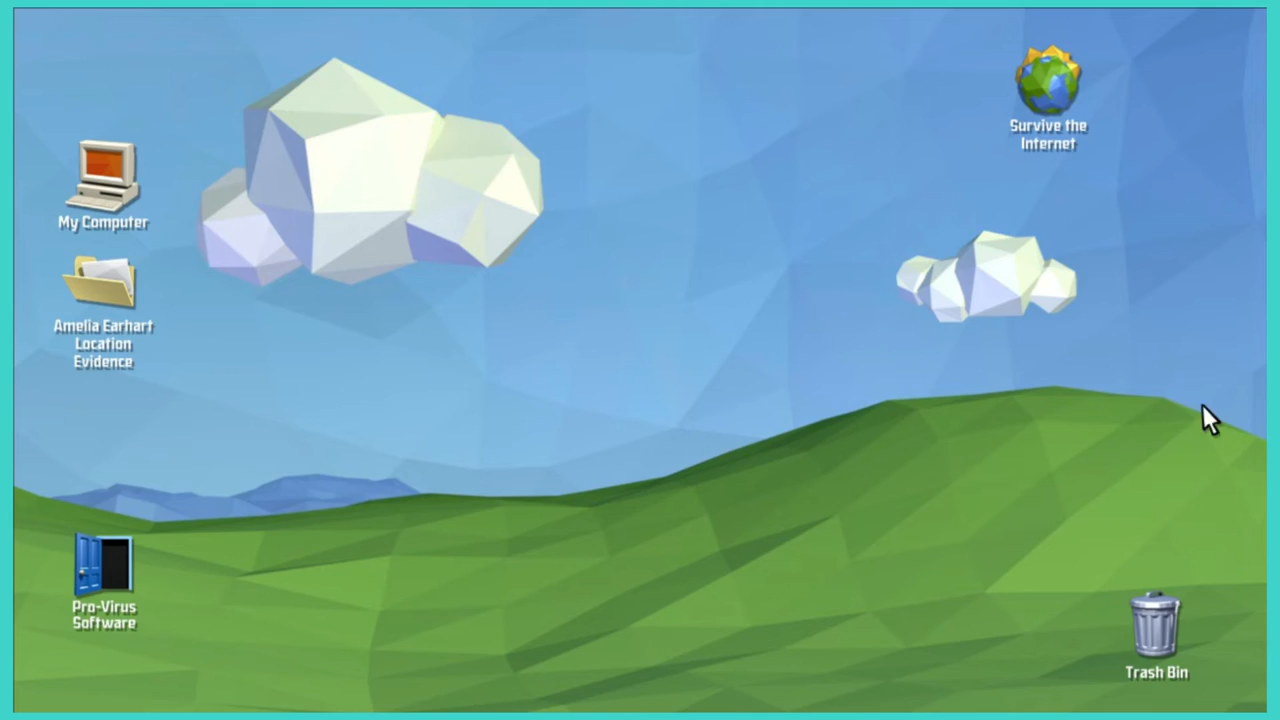 Survive the
Internet
My Computer
Amelia Earhart
Location
Evidence
Pro-Virus
Software
Trash Bin